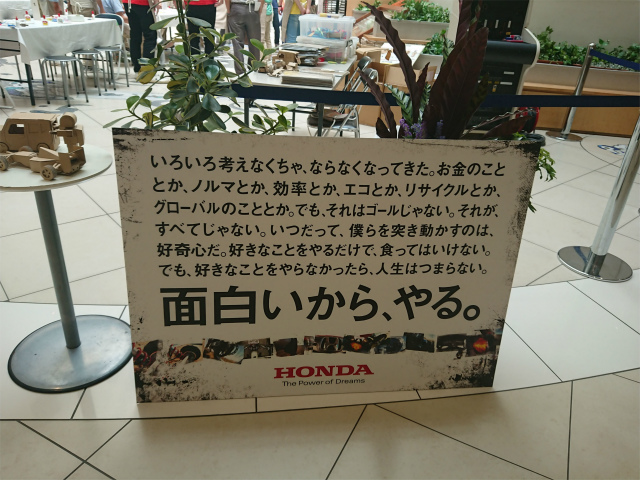 いろいろ考えなくちゃ、ならなくなってきた。お金のこと
とか、ノルマとか、効率とか、エコとか、リサイクルとか、
グローバルのこととか。でも、それはゴールじゃない。それが、
すべてじゃない。いつだって、僕らを突き動かすのは、
好奇心だ。好きなことをやるだけで、食ってはいけない。
でも、好きなことをやらなかったら、人生はつまらない。
面白いから、やる。
HONDA
The Power of Dreams